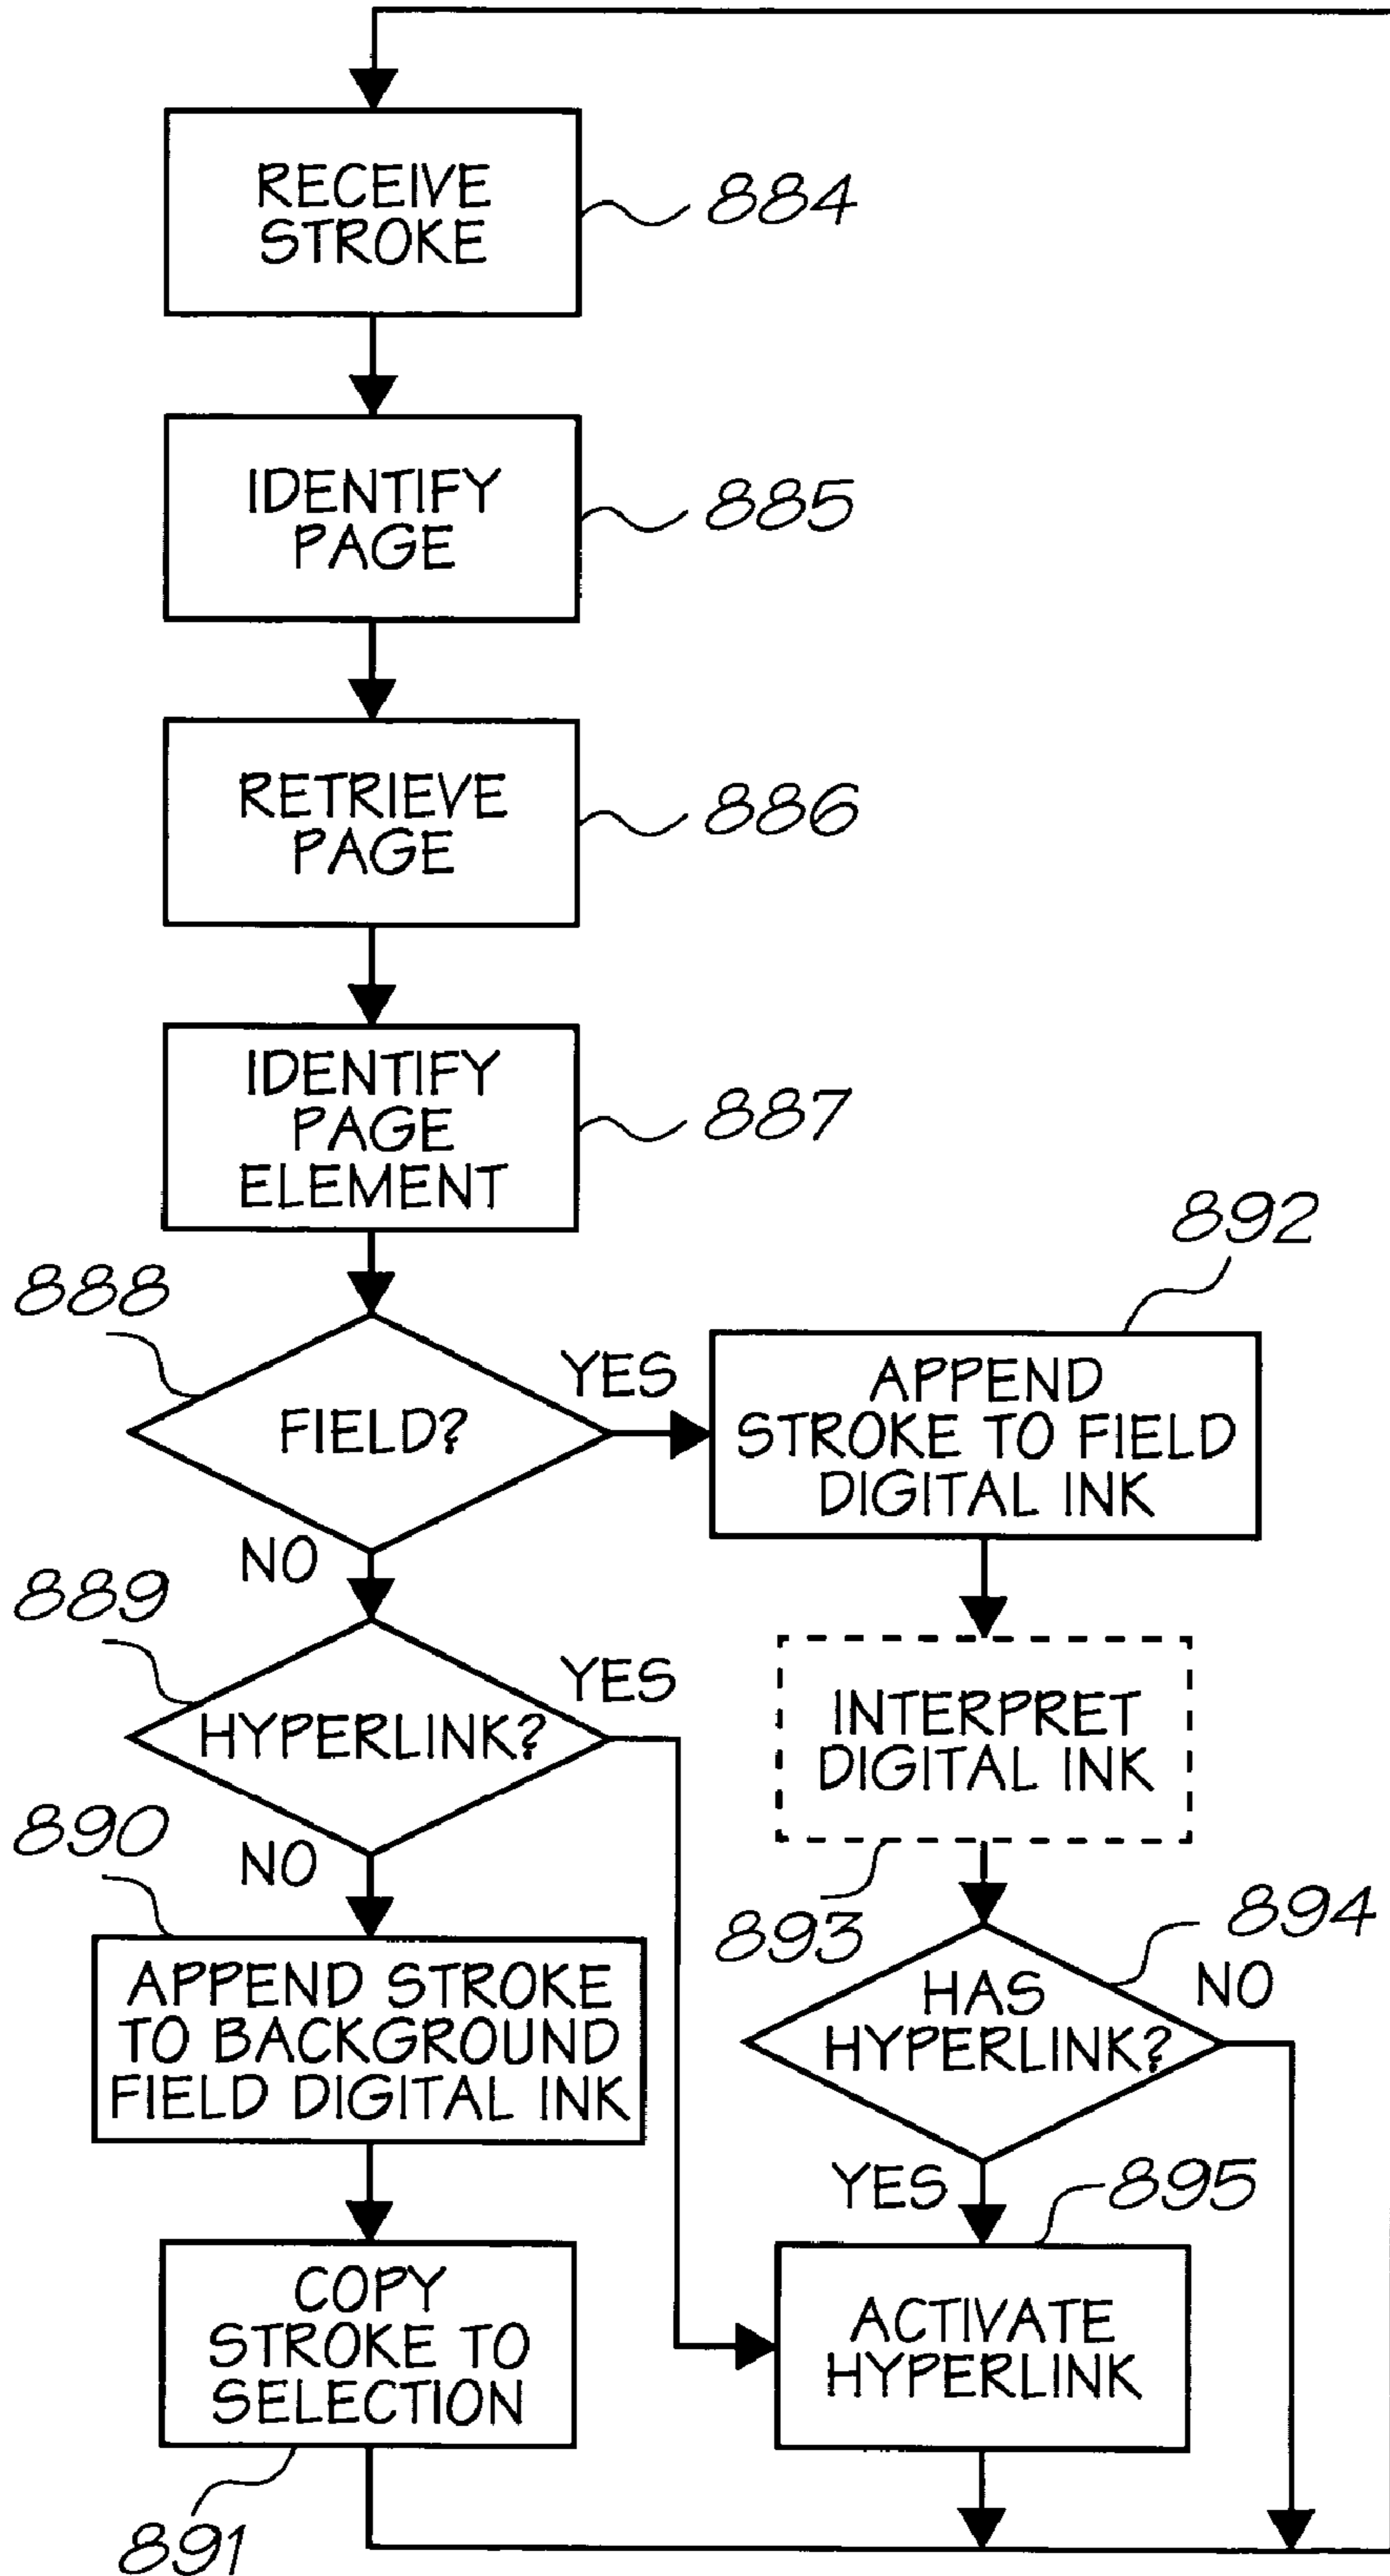 RECEIVE
STROKE
884
IDENTIFY
PAGE
885
RETRIEVE
PAGE
886
IDENTIFY
PAGE
ELEMENT
887
888
FIELD?
YES
NO
892
APPEND
STROKE TO FIELD
DIGITAL INK
889
HYPERLINK?
YES
NO
INTERPRET
DIGITAL INK
893
890
APPEND STROKE
TO BACKGROUND
FIELD DIGITAL INK
894
HAS
HYPERLINK?
NO
YES
895
COPY
STROKE TO
SELECTION
891
ACTIVATE
HYPERLINK